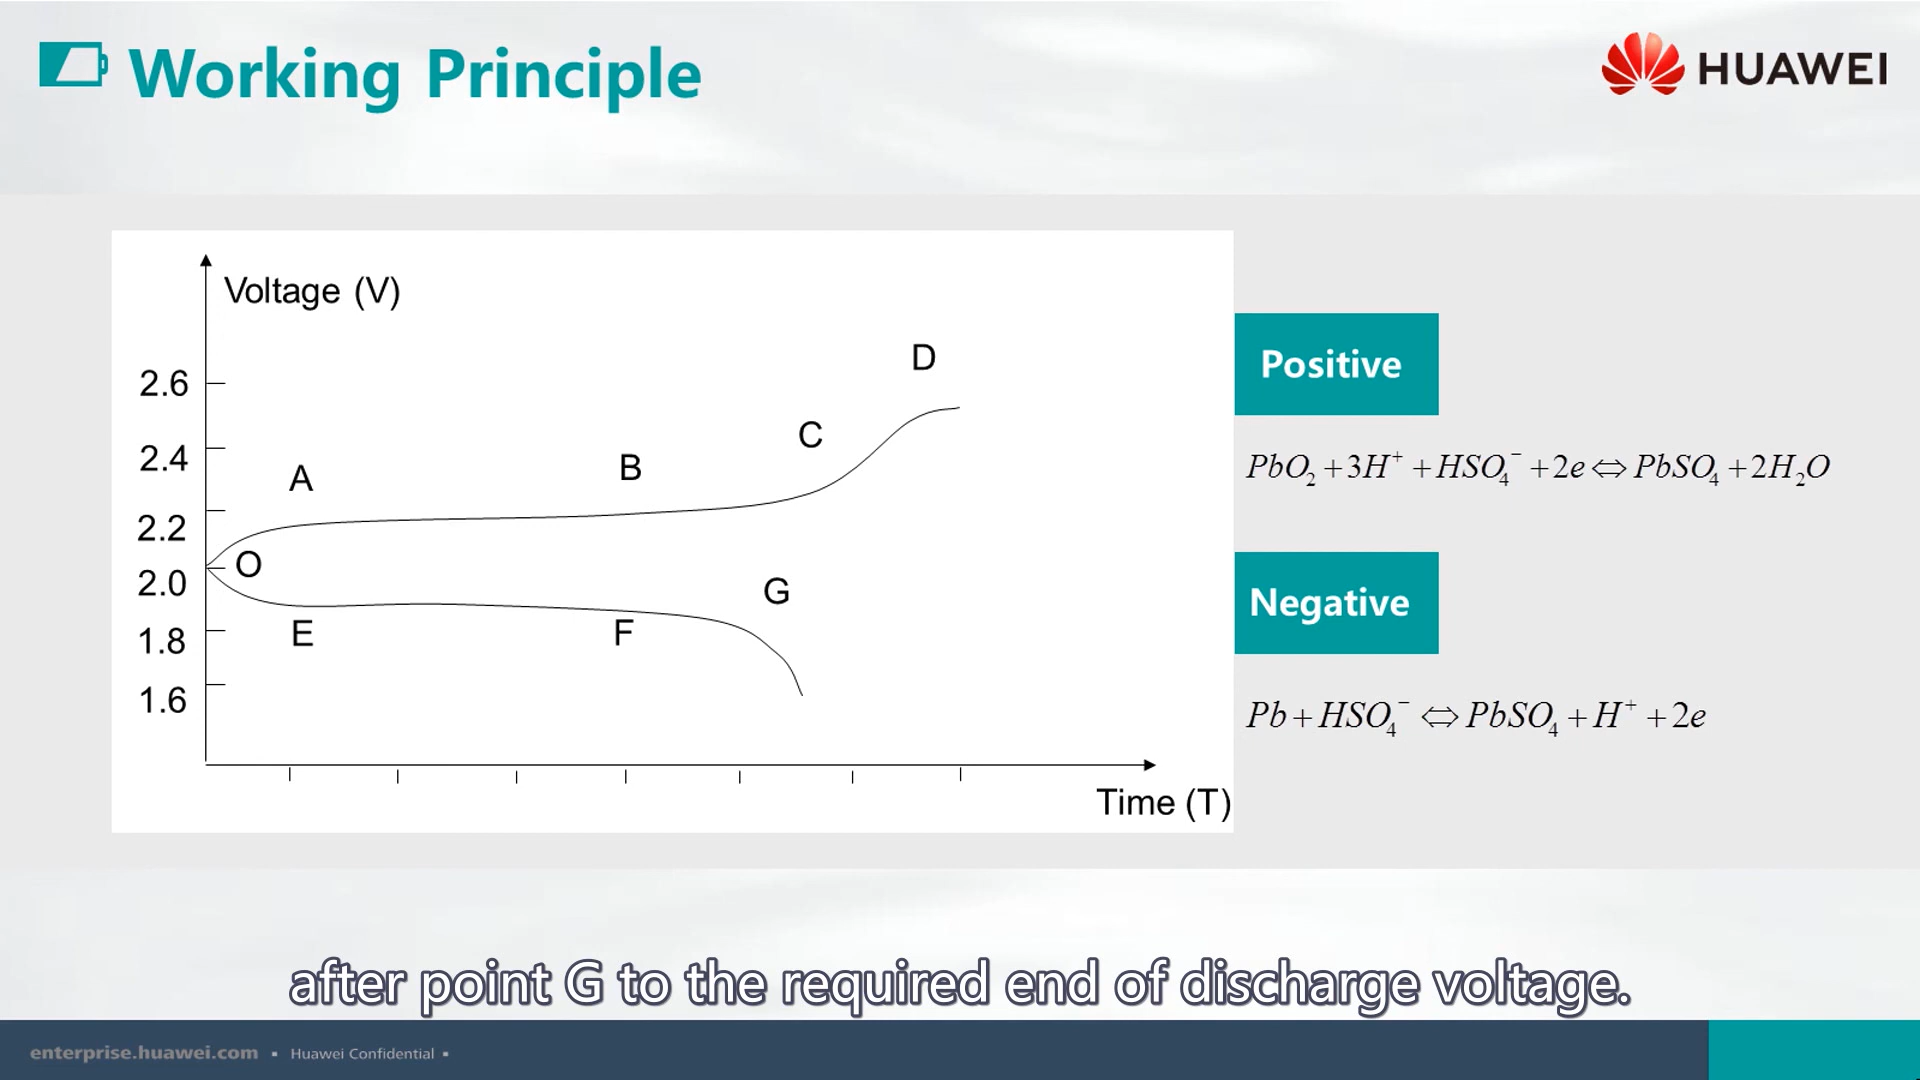 Working Principle
HUAWEI
Voltage (V)
2.6
2.4
2.2
2.0
1.8
1.6
A
B
C
D
O
E
F
G
Time (T)
Positive
PbO₂ + 3H⁺ + HSO₄⁻ + 2e ⇔ PbSO₄ + 2H₂O
Negative
Pb + HSO₄⁻ ⇔ PbSO₄ + H⁺ + 2e
after point G to the required end of discharge voltage.
enterprise.huawei.com ▪ Huawei Confidential ▪